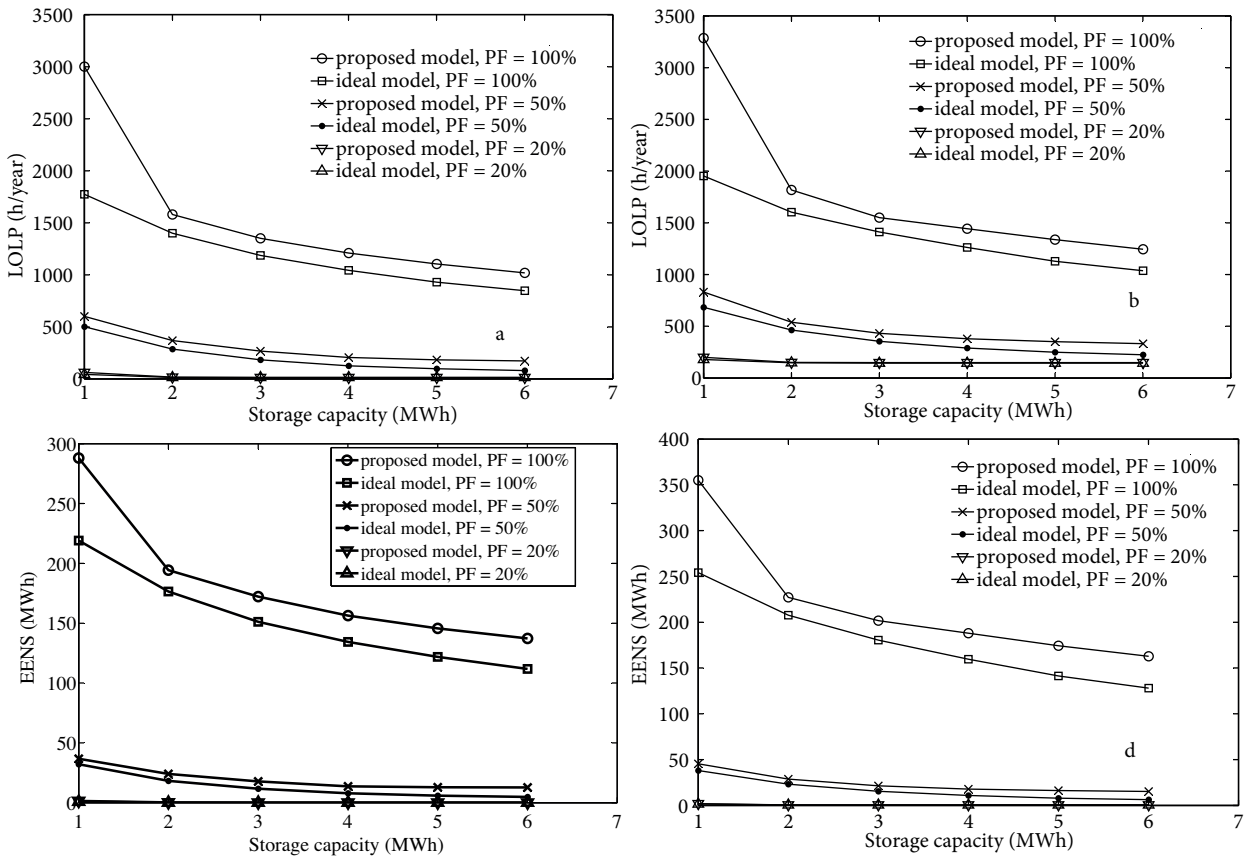 3500
3000
2500
2000
1500
1000
500
0
LOLP (h/year)
proposed model, PF = 100%
ideal model, PF = 100%
proposed model, PF = 50%
ideal model, PF = 50%
proposed model, PF = 20%
ideal model, PF = 20%
a
1 2 3 4 5 6 7
Storage capacity (MWh)
3500
3000
2500
2000
1500
1000
500
0
LOLP (h/year)
proposed model, PF = 100%
ideal model, PF = 100%
proposed model, PF = 50%
ideal model, PF = 50%
proposed model, PF = 20%
ideal model, PF = 20%
b
1 2 3 4 5 6 7
Storage capacity (MWh)
300
250
200
150
100
50
0
EENS (MWh)
proposed model, PF = 100%
ideal model, PF = 100%
proposed model, PF = 50%
ideal model, PF = 50%
proposed model, PF = 20%
ideal model, PF = 20%
1 2 3 4 5 6 7
Storage capacity (MWh)
400
350
300
250
200
150
100
50
0
EENS (MWh)
proposed model, PF = 100%
ideal model, PF = 100%
proposed model, PF = 50%
ideal model, PF = 50%
proposed model, PF = 20%
ideal model, PF = 20%
d
1 2 3 4 5 6 7
Storage capacity (MWh)